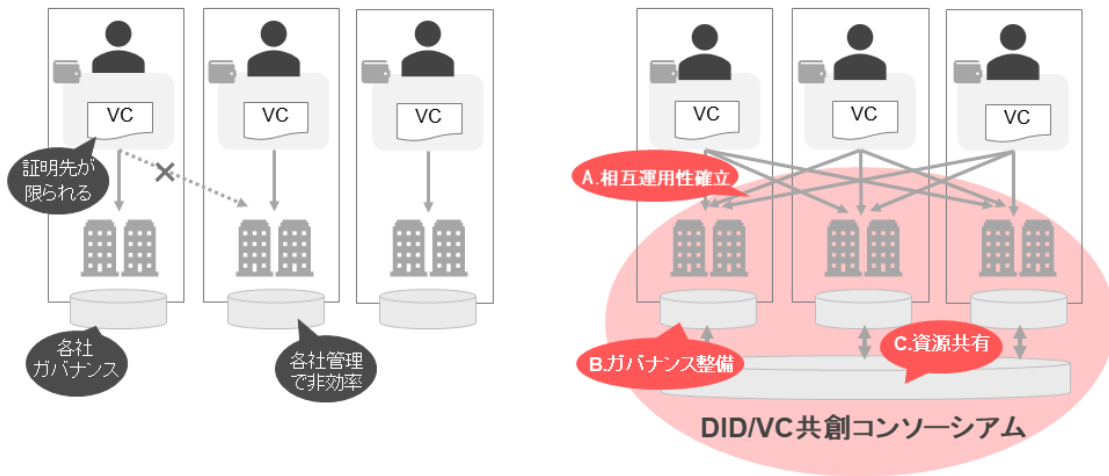 VC
VC
VC
証明先が
限られる
各社
ガバナンス
各社管理
で非効率
VC
VC
VC
A.相互運用性確立
B.ガバナンス整備
C.資源共有
DID/VC共創コンソーシアム